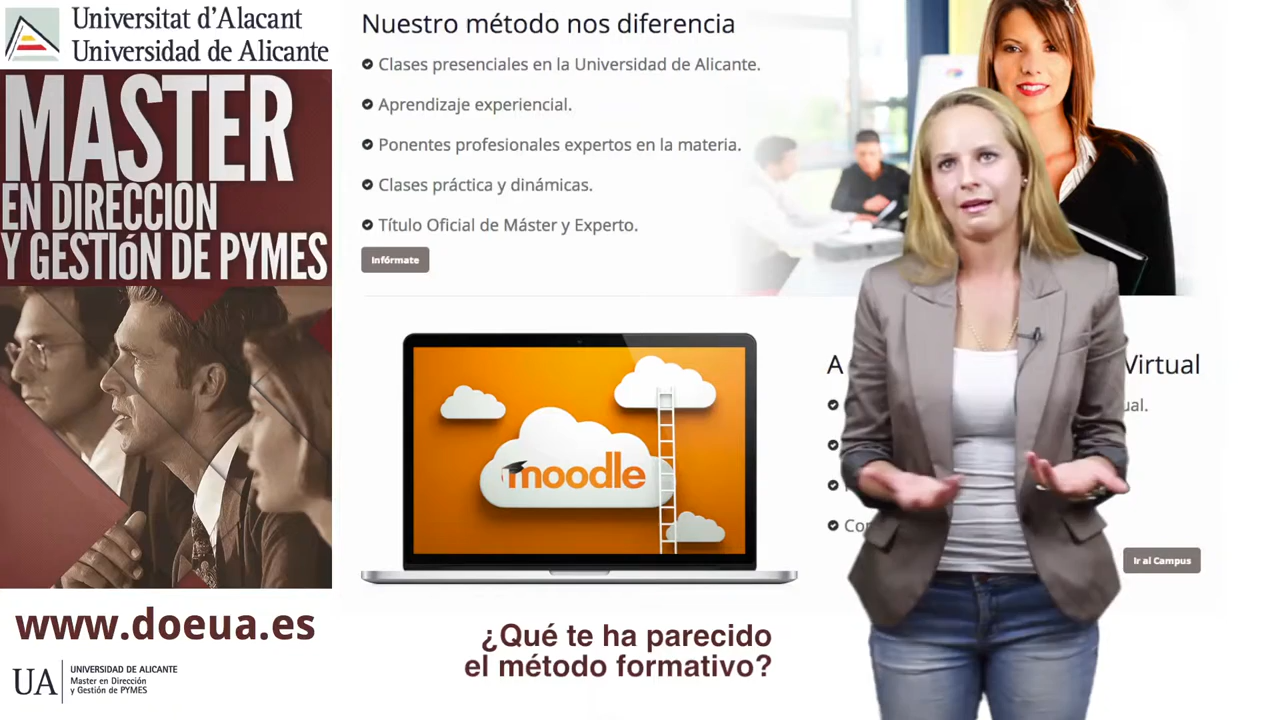 Universitat d'Alacant
Universidad de Alicante
MASTER
EN DIRECCION
Y GESTIÓN DE PYMES
www.doeua.es
UA
UNIVERSIDAD DE ALICANTE
Master en Dirección
y Gestión de PYMES
Nuestro método nos diferencia
Clases presenciales en la Universidad de Alicante.
Aprendizaje experiencial.
Ponentes profesionales expertos en la materia.
Clases práctica y dinámicas.
Título Oficial de Máster y Experto.
Infórmate
moodle
A Virtual
Ir al Campus
¿Qué te ha parecido
el método formativo?